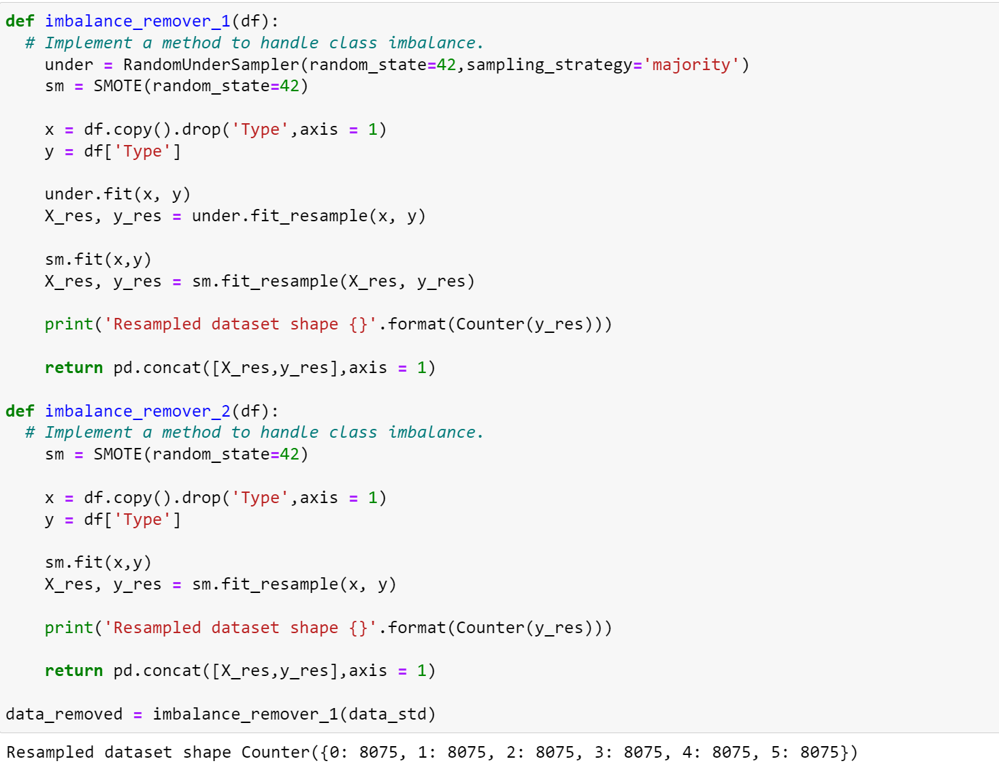 def imbalance_remover_1(df):
  # Implement a method to handle class imbalance.
    under = RandomUnderSampler(random_state=42,sampling_strategy='majority')
    sm = SMOTE(random_state=42)

    x = df.copy().drop('Type',axis = 1)
    y = df['Type']

    under.fit(x, y)
    X_res, y_res = under.fit_resample(x, y)

    sm.fit(x,y)
    X_res, y_res = sm.fit_resample(X_res, y_res)

    print('Resampled dataset shape {}'.format(Counter(y_res)))

    return pd.concat([X_res,y_res],axis = 1)

def imbalance_remover_2(df):
  # Implement a method to handle class imbalance.
    sm = SMOTE(random_state=42)

    x = df.copy().drop('Type',axis = 1)
    y = df['Type']

    sm.fit(x,y)
    X_res, y_res = sm.fit_resample(x, y)

    print('Resampled dataset shape {}'.format(Counter(y_res)))

    return pd.concat([X_res,y_res],axis = 1)

data_removed = imbalance_remover_1(data_std)
Resampled dataset shape Counter({0: 8075, 1: 8075, 2: 8075, 3: 8075, 4: 8075, 5: 8075})